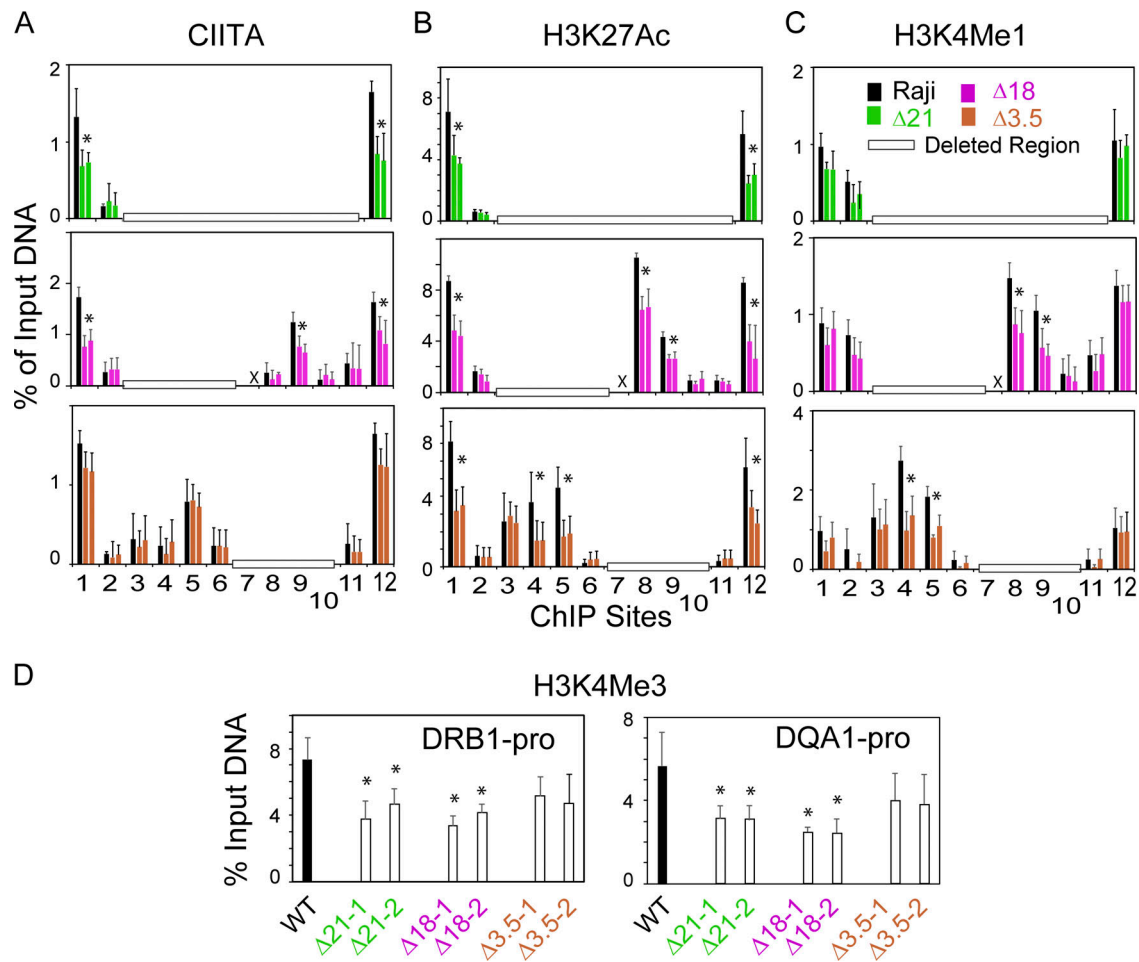 A
CIITA
B
H3K27Ac
C
H3K4Me1
2
1
0
8
4
0
2
1
0
Raji
Δ21
Δ18
Δ3.5
Deleted Region
*
*
*
*
% of Input DNA
2
1
0
8
4
0
2
1
0
*
X
*
*
*
X
*
*
*
X
*
*
1
0
8
4
0
4
2
0
*
*
*
*
*
*
1 2 3 4 5 6 7 8 9 10 11 12
1 2 3 4 5 6 7 8 9 10 11 12
1 2 3 4 5 6 7 8 9 10 11 12
ChIP Sites
D
H3K4Me3
% Input DNA
8
4
0
DRB1-pro
* * * *
WT
Δ21-1
Δ21-2
Δ18-1
Δ18-2
Δ3.5-1
Δ3.5-2
8
4
0
DQA1-pro
* * * *
WT
Δ21-1
Δ21-2
Δ18-1
Δ18-2
Δ3.5-1
Δ3.5-2